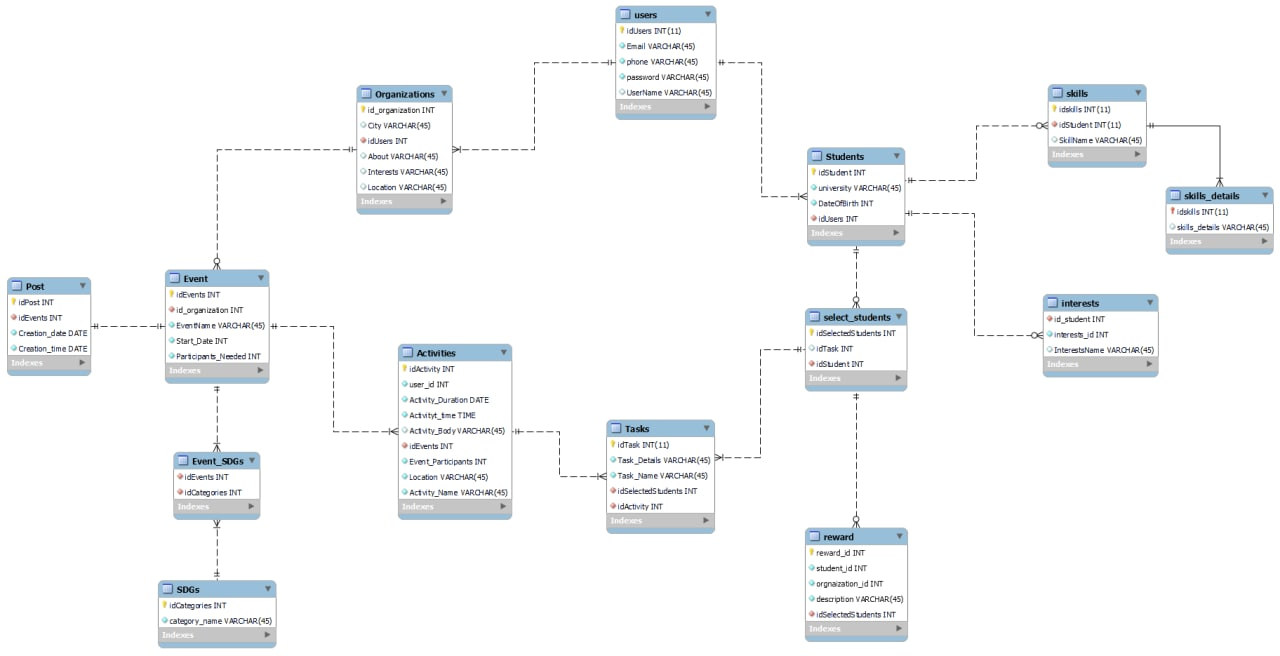 users
idUsers INT(11)
Email VARCHAR(45)
phone VARCHAR(45)
password VARCHAR(45)
UserName VARCHAR(45)
Indexes
Organizations
id_organization INT
City VARCHAR(45)
idUsers INT
About VARCHAR(45)
Interests VARCHAR(45)
Location VARCHAR(45)
Indexes
skills
idskills INT(11)
idStudent INT(11)
SkillName VARCHAR(45)
Indexes
Students
idStudent INT
university VARCHAR(45)
DateOfBirth INT
idUsers INT
Indexes
skills_details
idskills INT(11)
skills_details VARCHAR(45)
Indexes
Post
idPost INT
idEvents INT
Creation_date DATE
Creation_time DATE
Indexes
Event
idEvents INT
id_organization INT
EventName VARCHAR(45)
Start_Date INT
Participants_Needed INT
Indexes
interests
id_student INT
interests_id INT
InterestsName VARCHAR(45)
Indexes
select_students
idSelectedStudents INT
idTask INT
idStudent INT
Indexes
Activities
idActivity INT
user_id INT
Activity_Duration DATE
Activityt_time TIME
Activity_Body VARCHAR(45)
idEvents INT
Event_Participants INT
Location VARCHAR(45)
Activity_Name VARCHAR(45)
Indexes
Tasks
idTask INT(11)
Task_Details VARCHAR(45)
Task_Name VARCHAR(45)
idSelectedStudents INT
idActivity INT
Indexes
Event_SDGs
idEvents INT
idCategories INT
Indexes
reward
reward_id INT
student_id INT
orgnaization_id INT
description VARCHAR(45)
idSelectedStudents INT
Indexes
SDGs
idCategories INT
category_name VARCHAR(45)
Indexes